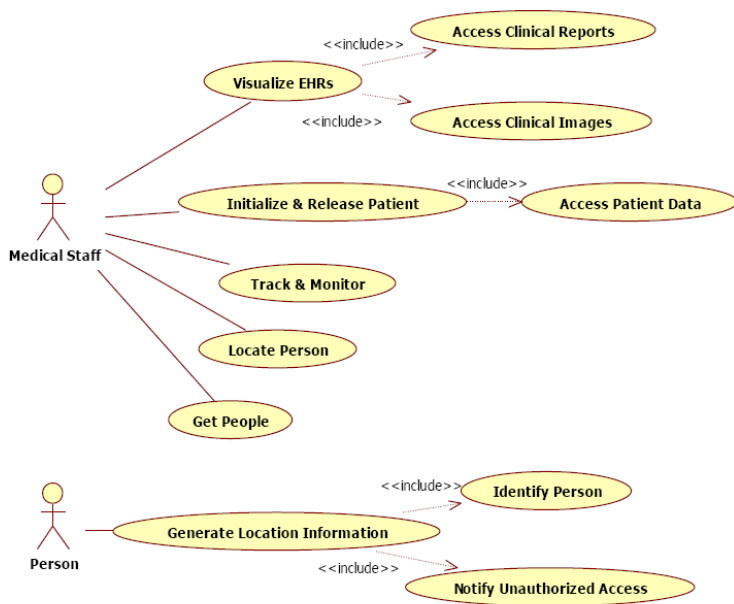 Access Clinical Reports
<<include>>
Visualize EHRs
<<include>>
Access Clinical Images
<<include>>
Initialize & Release Patient
Access Patient Data
Medical Staff
Track & Monitor
Locate Person
Get People
<<include>>
Identify Person
Generate Location Information
Person
<<include>>
Notify Unauthorized Access